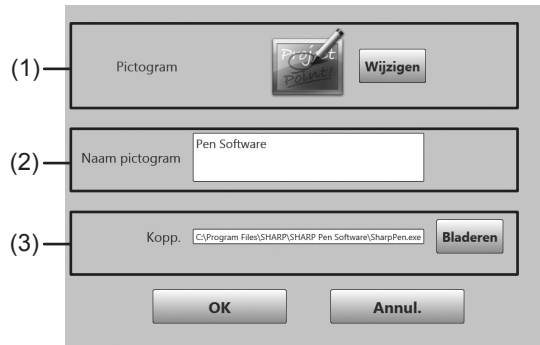 (1)
Pictogram
Project
Point!
Wijzigen
(2)
Naam pictogram
Pen Software
(3)
Kopp.
C:\Program Files\SHARP\SHARP Pen Software\SharpPen.exe
Bladeren
OK
Annul.